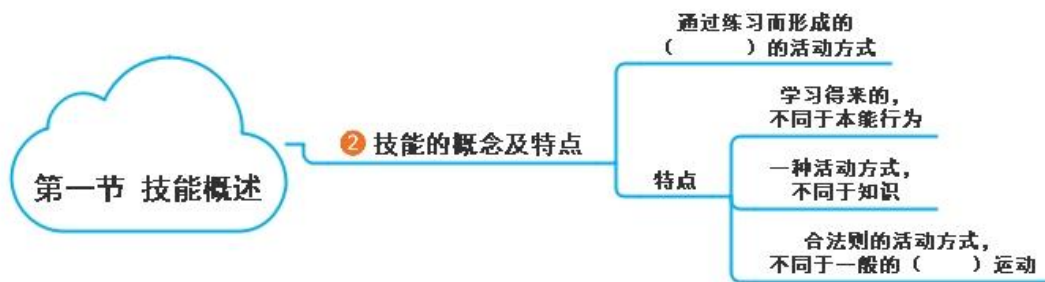 第一节 技能概述
2 技能的概念及特点
通过练习而形成的
（　　）的活动方式
特点
学习得来的，
不同于本能行为
一种活动方式，
不同于知识
合法则的活动方式，
不同于一般的（　　）运动